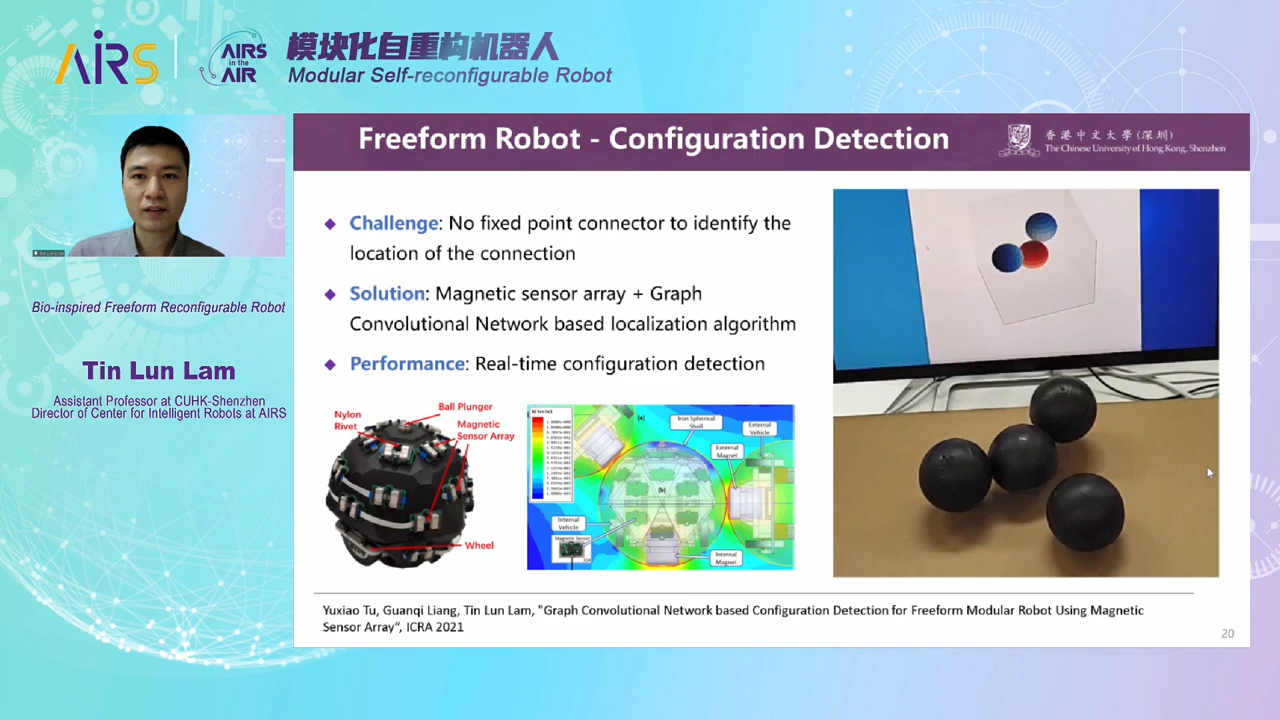 AIRS
AIRS
in the
AIR
模块化自重构机器人
Modular Self-reconfigurable Robot
Bio-inspired Freeform Reconfigurable Robot
Tin Lun Lam
Assistant Professor at CUHK-Shenzhen
Director of Center for Intelligent Robots at AIRS
Freeform Robot - Configuration Detection
香港中文大學(深圳)
The Chinese University of Hong Kong, Shenzhen
Challenge: No fixed point connector to identify the
location of the connection
Solution: Magnetic sensor array + Graph
Convolutional Network based localization algorithm
Performance: Real-time configuration detection
Nylon
Rivet
Ball Plunger
Magnetic
Sensor Array
Wheel
(a)
Iron Spherical
Shell
External
Vehicle
External
Magnet
(b)
Internal
Vehicle
Magnetic Sensor
Internal
Magnet
Yuxiao Tu, Guanqi Liang, Tin Lun Lam, "Graph Convolutional Network based Configuration Detection for Freeform Modular Robot Using Magnetic
Sensor Array", ICRA 2021
20